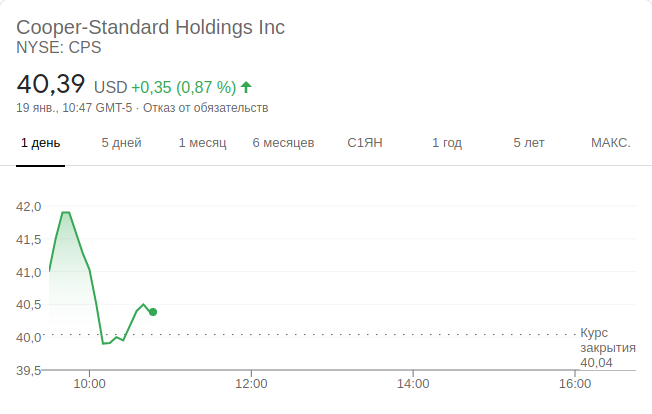 Cooper-Standard Holdings Inc
NYSE: CPS
40,39 USD +0,35 (0,87 %)
19 янв., 10:47 GMT-5 · Отказ от обязательств
1 день 5 дней 1 месяц 6 месяцев С1ЯН 1 год 5 лет МАКС.
42,0
41,5
41,0
40,5
40,0
39,5
Курс
закрытия
40,04
10:00 12:00 14:00 16:00